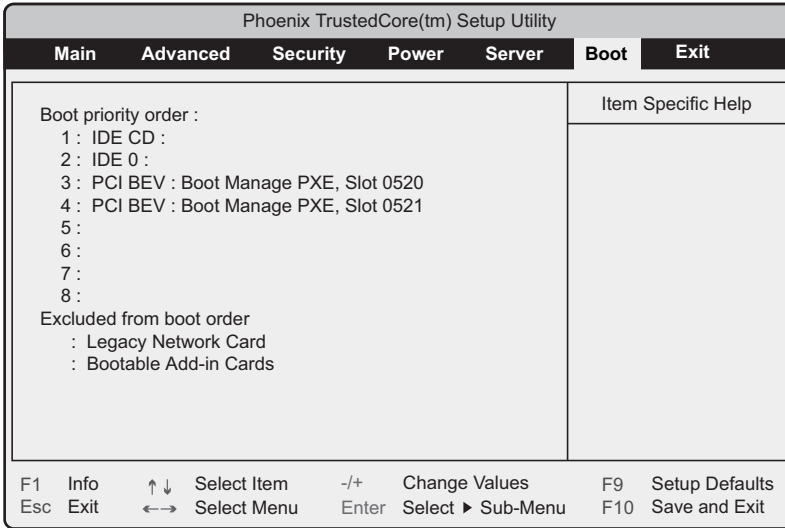 Phoenix TrustedCore(tm) Setup Utility
Main Advanced Security Power Server Boot Exit
Boot priority order :
1 : IDE CD :
2 : IDE 0 :
3 : PCI BEV : Boot Manage PXE, Slot 0520
4 : PCI BEV : Boot Manage PXE, Slot 0521
5 :
6 :
7 :
8 :
Excluded from boot order
: Legacy Network Card
: Bootable Add-in Cards
Item Specific Help
F1 Info ↑↓ Select Item -/+ Change Values F9 Setup Defaults
Esc Exit ←→ Select Menu Enter Select ▶ Sub-Menu F10 Save and Exit